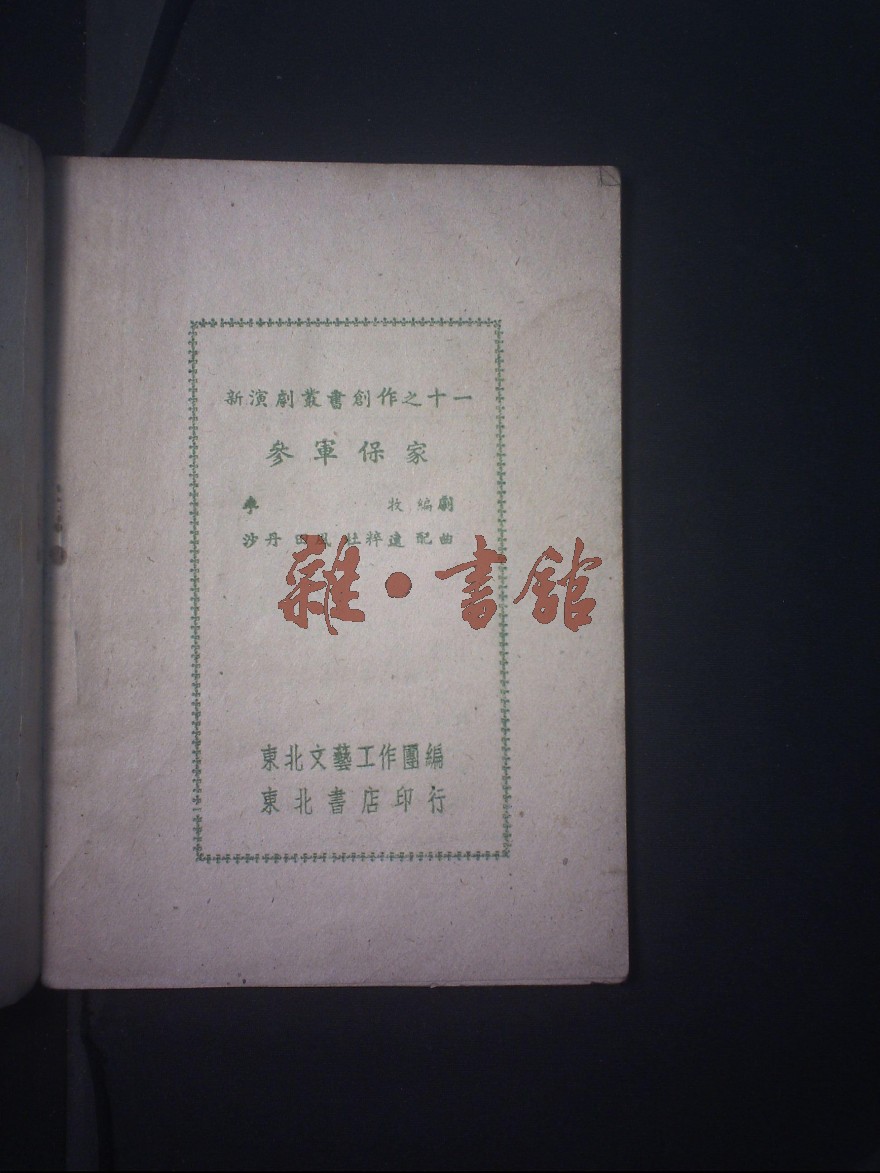 新演劇叢書創作之十一
參軍保家
李 牧編劇
沙丹 田風 杜粹遠 配曲
雜·書館
東北文藝工作團編
東北書店印行